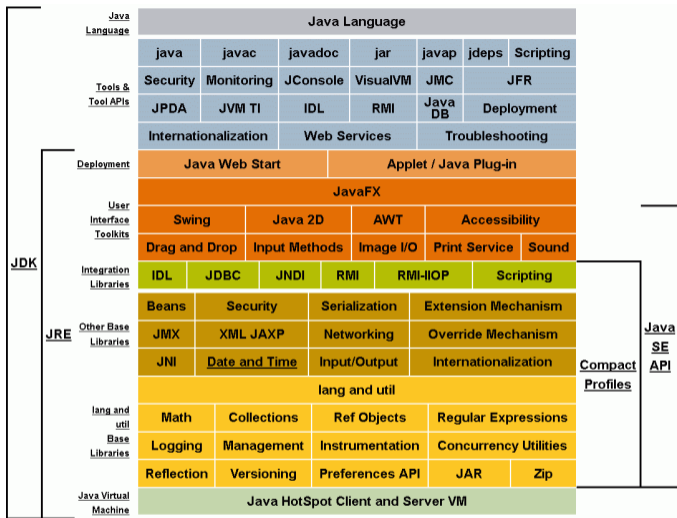 Java
Language
Java Language
Tools &
Tool APIs
java javac javadoc jar javap jdeps Scripting
Security Monitoring JConsole VisualVM JMC JFR
JPDA JVM TI IDL RMI Java DB Deployment
Internationalization Web Services Troubleshooting
Deployment
Java Web Start Applet / Java Plug-in
User
Interface
Toolkits
JavaFX
Swing Java 2D AWT Accessibility
Drag and Drop Input Methods Image I/O Print Service Sound
Integration
Libraries
IDL JDBC JNDI RMI RMI-IIOP Scripting
Other Base
Libraries
Beans Security Serialization Extension Mechanism
JMX XML JAXP Networking Override Mechanism
JNI Date and Time Input/Output Internationalization
lang and
util
Base
Libraries
lang and util
Math Collections Ref Objects Regular Expressions
Logging Management Instrumentation Concurrency Utilities
Reflection Versioning Preferences API JAR Zip
Java Virtual
Machine
Java HotSpot Client and Server VM
JDK
JRE
Compact
Profiles
Java
SE
API